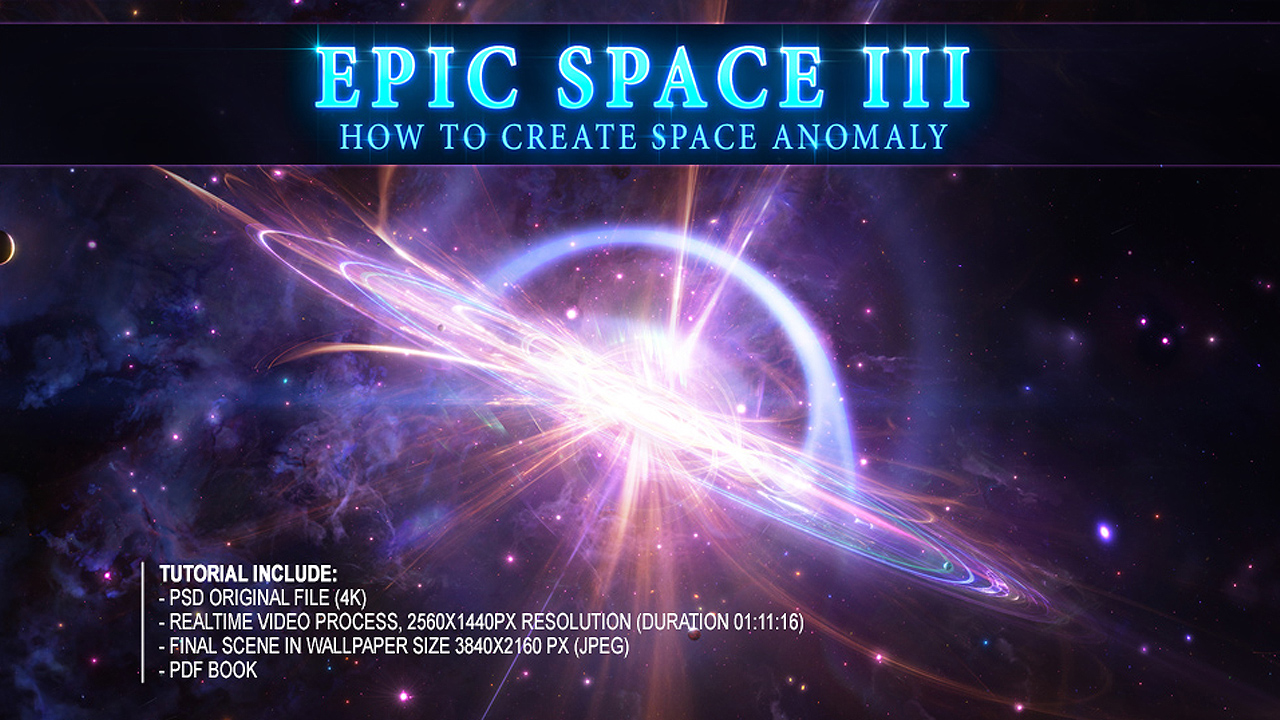 EPIC SPACE III
HOW TO CREATE SPACE ANOMALY
TUTORIAL INCLUDE:
- PSD ORIGINAL FILE (4K)
- REALTIME VIDEO PROCESS, 2560X1440PX RESOLUTION (DURATION 01:11:16)
- FINAL SCENE IN WALLPAPER SIZE 3840X2160 PX (JPEG)
- PDF BOOK